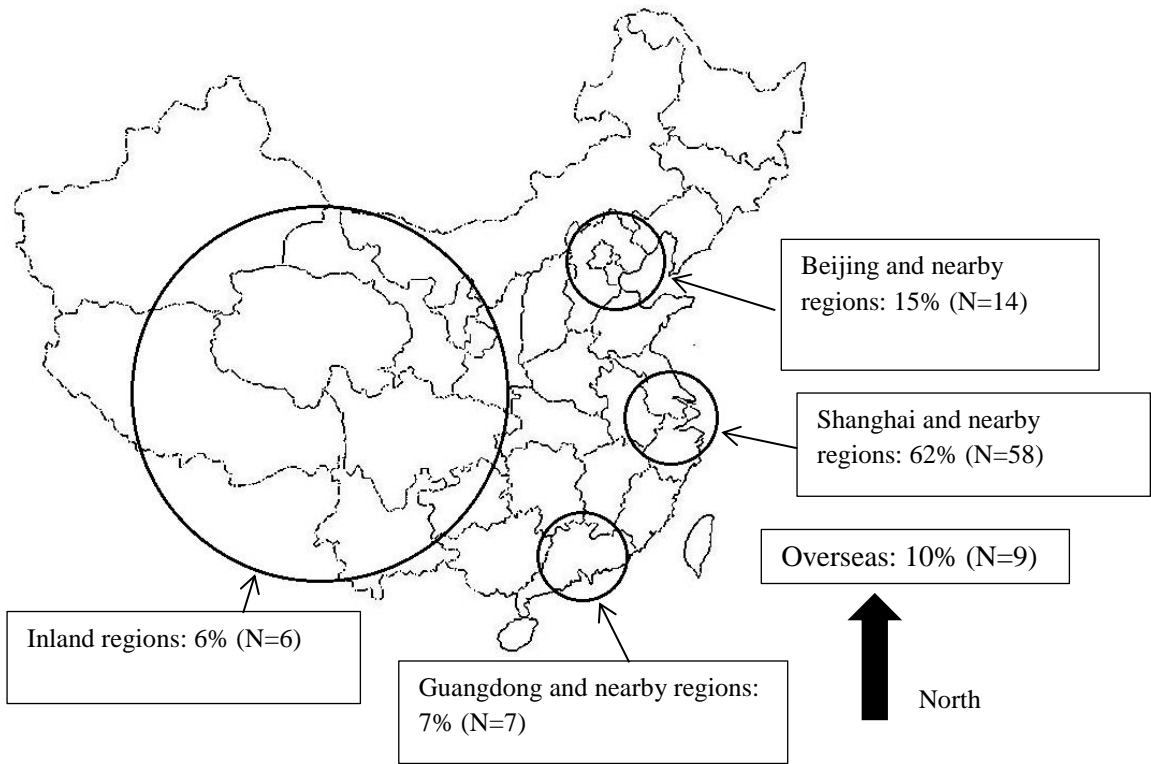 Beijing and nearby
regions: 15% (N=14)
Shanghai and nearby
regions: 62% (N=58)
Overseas: 10% (N=9)
Inland regions: 6% (N=6)
Guangdong and nearby regions:
7% (N=7)
North